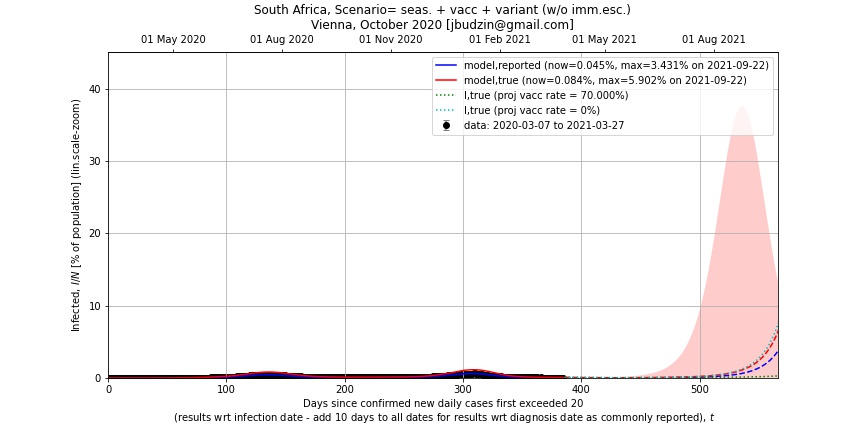 South Africa, Scenario= seas. + vacc + variant (w/o imm.esc.)
Vienna, October 2020 [jbudzin@gmail.com]
01 May 2020 01 Aug 2020 01 Nov 2020 01 Feb 2021 01 May 2021 01 Aug 2021
model,reported (now=0.045%, max=3.431% on 2021-09-22)
model,true (now=0.084%, max=5.902% on 2021-09-22)
I,true (proj vacc rate = 70.000%)
I,true (proj vacc rate = 0%)
data: 2020-03-07 to 2021-03-27
Infected, I/N [% of population] (lin.scale-zoom)
40
30
20
10
0
0 100 200 300 400 500
Days since confirmed new daily cases first exceeded 20
(results wrt infection date - add 10 days to all dates for results wrt diagnosis date as commonly reported), t